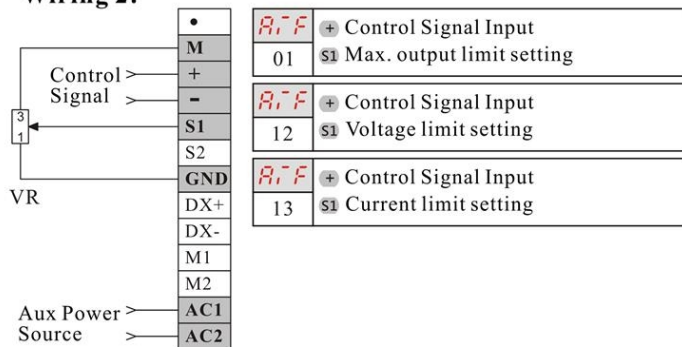 Wiring 2:
•
M
+
-
S1
S2
GND
DX+
DX-
M1
M2
AC1
AC2
Control
Signal
3
1
VR
Aux Power
Source
+ Control Signal Input
01 S1 Max. output limit setting
+ Control Signal Input
12 S1 Voltage limit setting
+ Control Signal Input
13 S1 Current limit setting